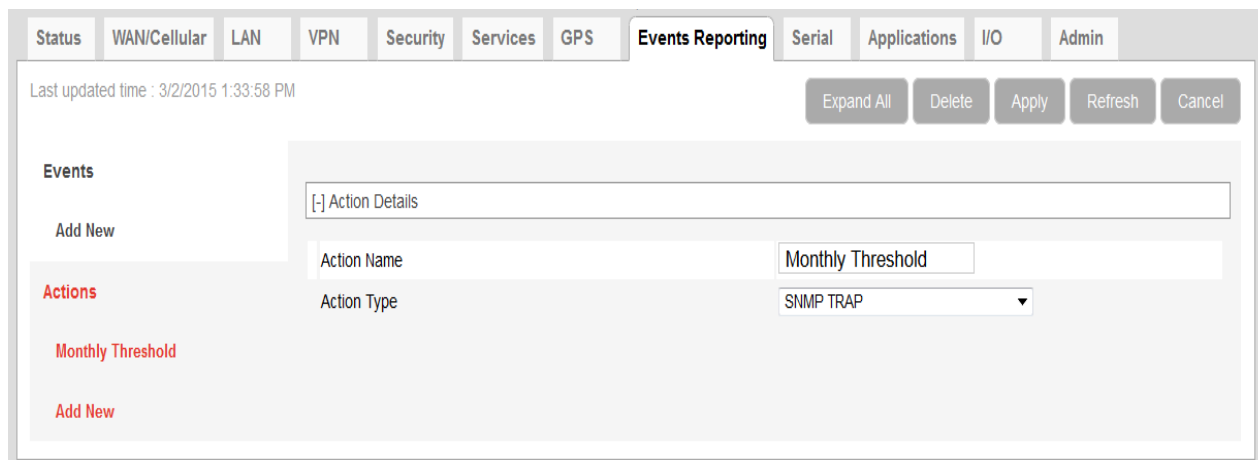 Status WAN/Cellular LAN VPN Security Services GPS Events Reporting Serial Applications I/O Admin
Last updated time : 3/2/2015 1:33:58 PM
Expand All Delete Apply Refresh Cancel
Events
Add New
Actions
Monthly Threshold
Add New
[-] Action Details
Action Name Monthly Threshold
Action Type SNMP TRAP